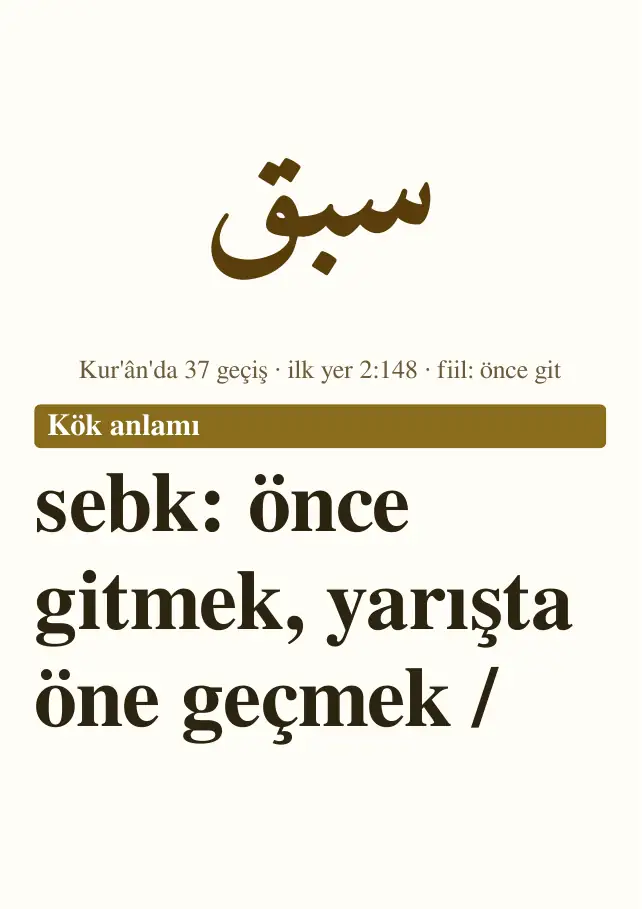 سبق
Kur'ân'da 37 geçiş · ilk yer 2:148 · fiil: önce git
Kök anlamı
sebk: önce
gitmek, yarışta
öne geçmek /